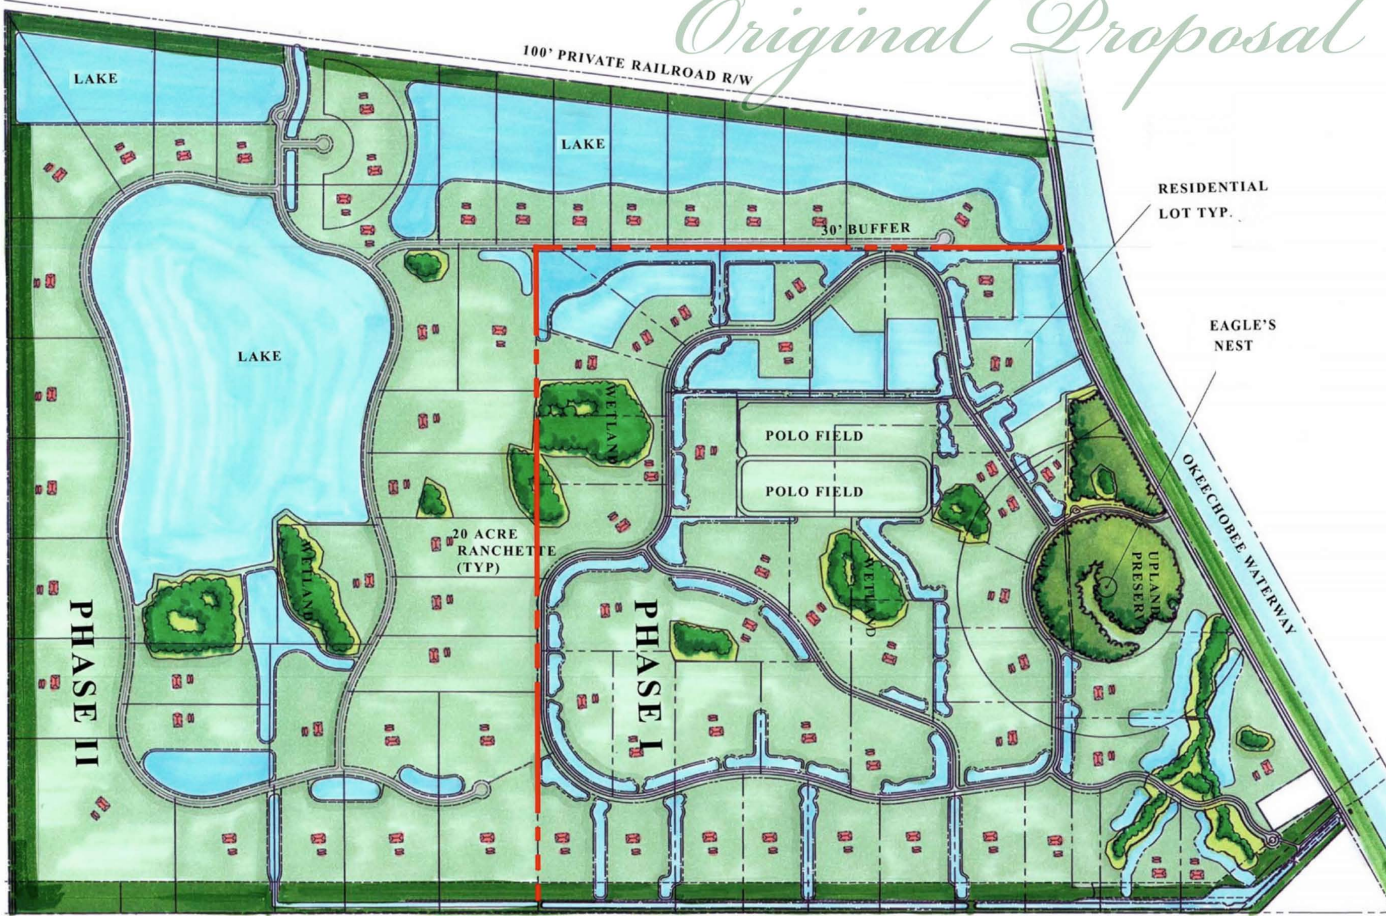 Original Proposal
100' PRIVATE RAILROAD R/W
LAKE
LAKE
RESIDENTIAL
LOT TYP.
30' BUFFER
EAGLE'S
NEST
LAKE
WETLAND
POLO FIELD
POLO FIELD
OKEECHOBEE WATERWAY
20 ACRE
RANCHETTE
(TYP)
WETLAND
WETLAND
UPLAND
PRESERV
PHASE II
PHASE I